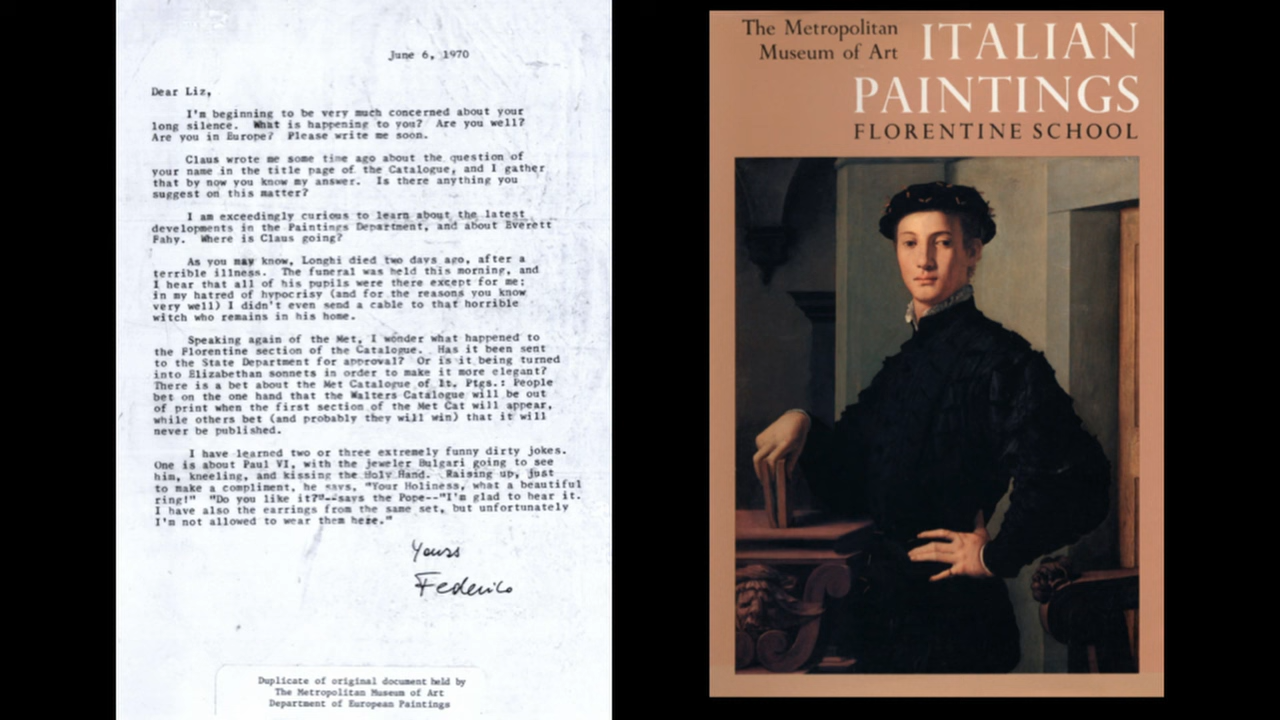 June 6, 1970
Dear Liz,
I'm beginning to be very much concerned about your
long silence. What is happening to you? Are you well?
Are you in Europe? Please write me soon.
Claus wrote me some time ago about the question of
your name in the title page of the Catalogue, and I gather
that by now you know my answer. Is there anything you
suggest on this matter?
I am exceedingly curious to learn about the latest
developments in the Paintings Department, and about Everett
Fahy. Where is Claus going?
As you may know, Longhi died two days ago, after a
terrible illness. The funeral was held this morning, and
I hear that all of his pupils were there except for me;
in my hatred of hypocrisy (and for the reasons you know
very well) I didn't even send a cable to that horrible
witch who remains in his home.
Speaking again of the Met, I wonder what happened to
the Florentine section of the Catalogue. Has it been sent
to the State Department for approval? Or is it being turned
into Elizabethan sonnets in order to make it more elegant?
There is a bet about the Met Catalogue of It. Ptgs.: People
bet on the one hand that the Walters Catalogue will be out
of print when the first section of the Met Cat will appear,
while others bet (and probably they will win) that it will
never be published.
I have learned two or three extremely funny dirty jokes.
One is about Paul VI, with the jeweler Bulgari going to see
him, kneeling, and kissing the Holy Hand. Raising up, just
to make a compliment, he says, "Your Holiness, what a beautiful
ring!" "Do you like it?"--says the Pope--"I'm glad to hear it.
I have also the earrings from the same set, but unfortunately
I'm not allowed to wear them here."
Yours
Federico
Duplicate of original document held by
The Metropolitan Museum of Art
Department of European Paintings
The Metropolitan
Museum of Art
ITALIAN
PAINTINGS
FLORENTINE SCHOOL